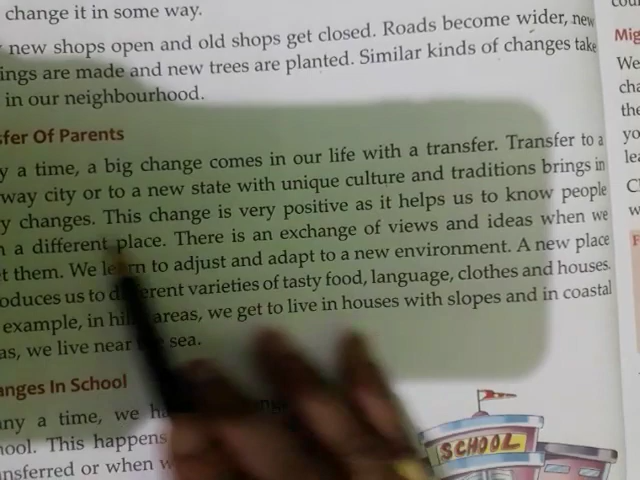 change it in some way.
new shops open and old shops get closed. Roads become wider, new
ings are made and new trees are planted. Similar kinds of changes take
in our neighbourhood.
sfer Of Parents
y a time, a big change comes in our life with a transfer. Transfer to a
way city or to a new state with unique culture and traditions brings in
y changes. This change is very positive as it helps us to know people
a different place. There is an exchange of views and ideas when we
et them. We learn to adjust and adapt to a new environment. A new place
oduces us to different varieties of tasty food, language, clothes and houses.
example, in hilly areas, we get to live in houses with slopes and in coastal
as, we live near the sea.
anges In School
any a time, we
ool. This happens
nsferred or when
SCHOOL
Mig
We
cha
the
yo
lea